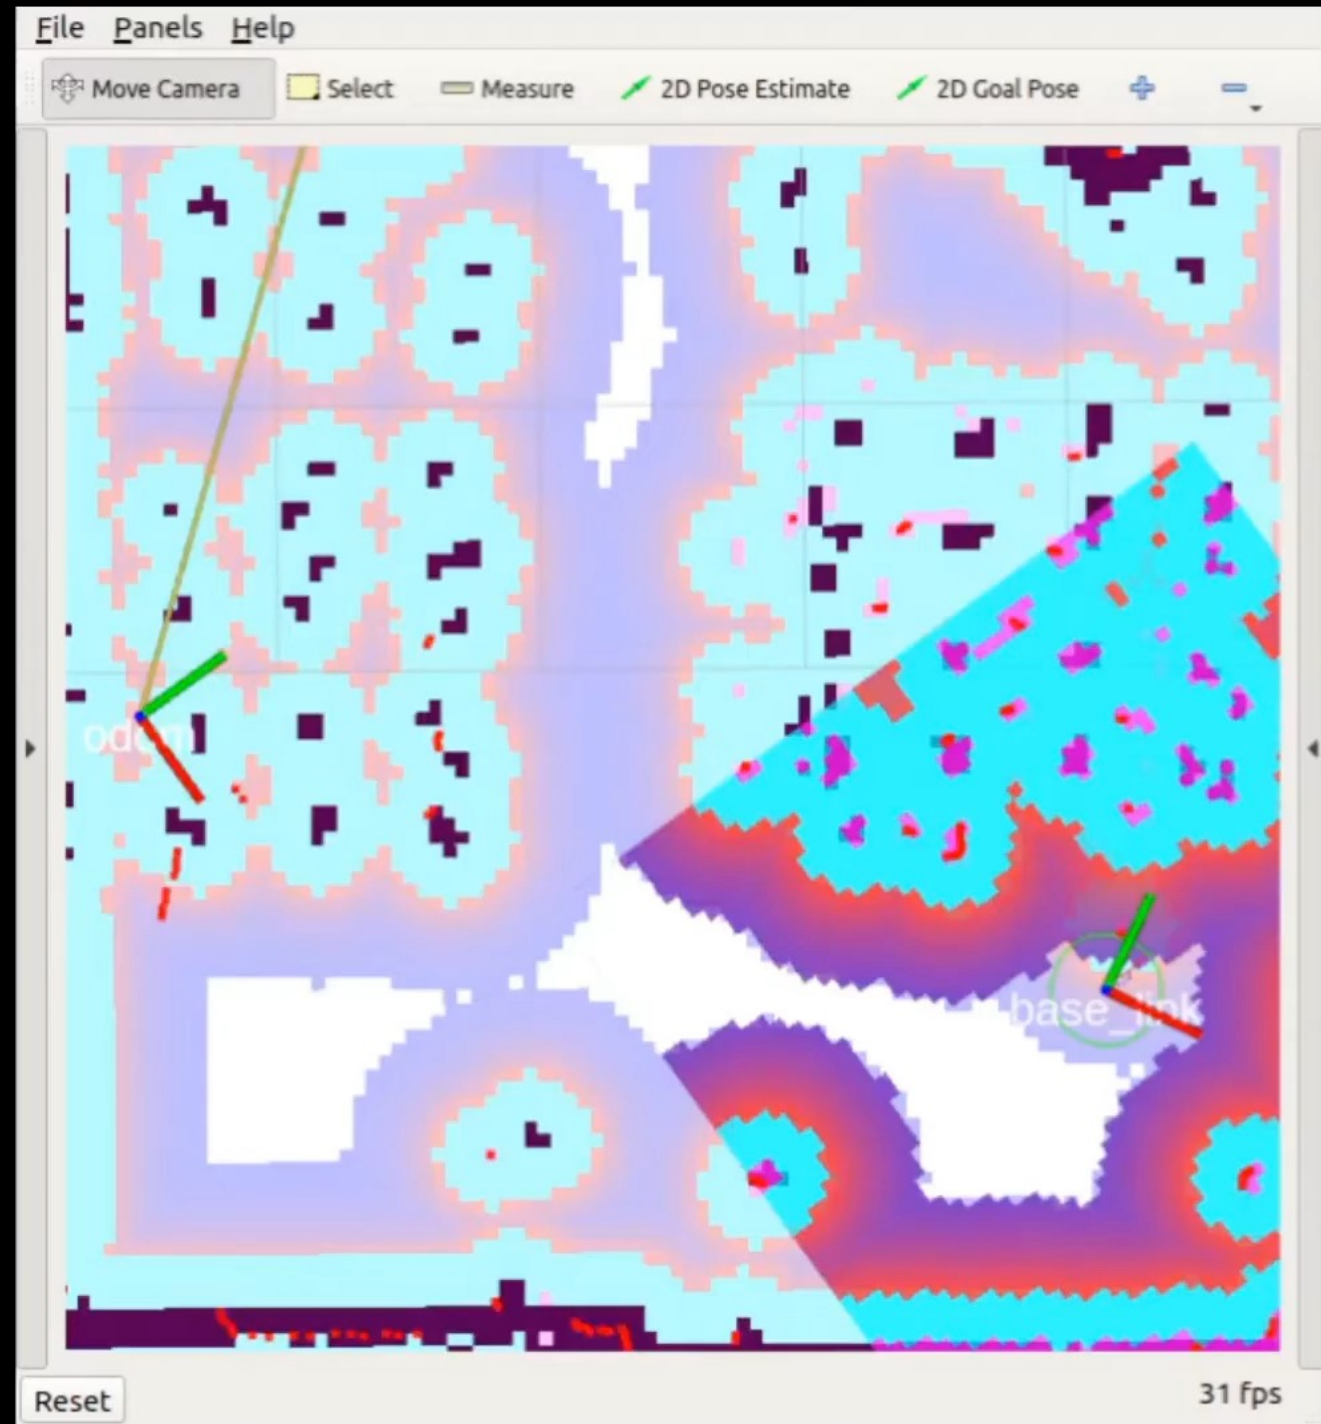 File Panels Help
Move Camera Select Measure 2D Pose Estimate 2D Goal Pose
odom
base_link
Reset 31 fps